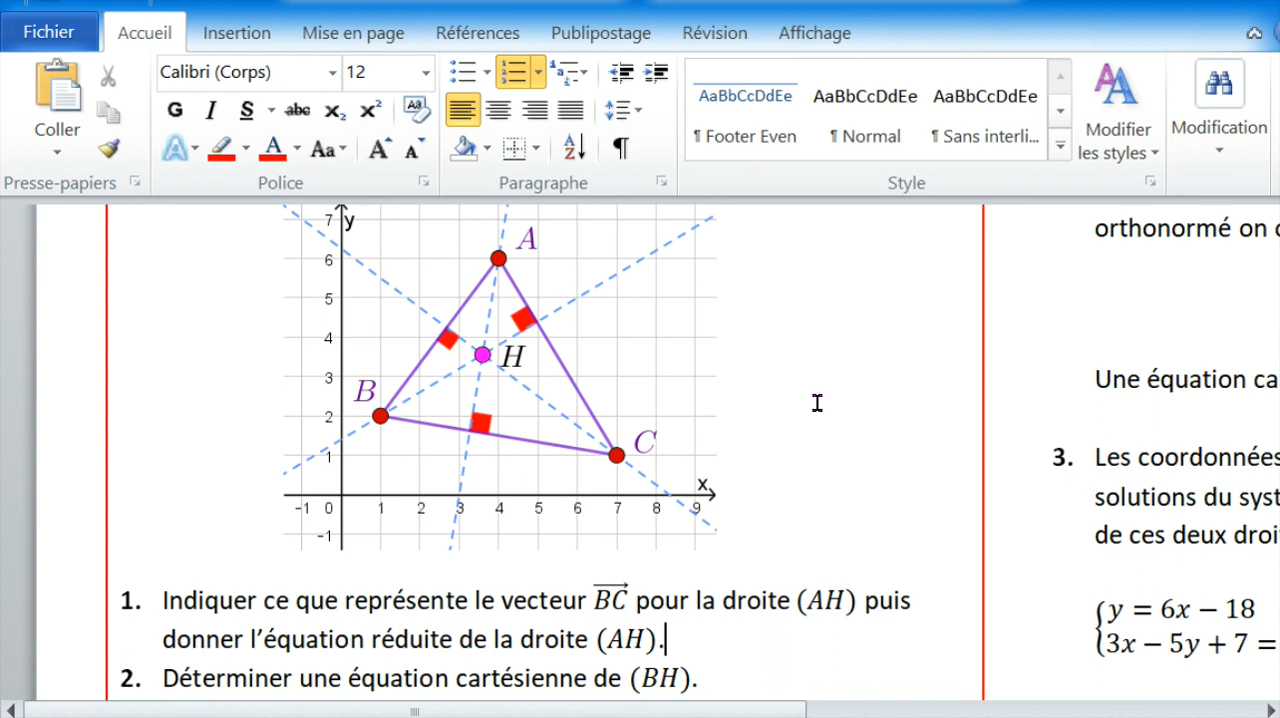 Fichier Accueil Insertion Mise en page Références Publipostage Révision Affichage
Calibri (Corps) 12
Coller
G I S abc x₂ x² Aa
A A Aa A A
AaBbCcDdEe AaBbCcDdEe AaBbCcDdEe
¶ Footer Even ¶ Normal ¶ Sans interli...
Modifier les styles
Modification
Presse-papiers Police Paragraphe Style
7 y
A
6
5
4
H
3
B
2
C
1
x
-1 0 1 2 3 4 5 6 7 8 9
-1
1. Indiquer ce que représente le vecteur $\overrightarrow{BC}$ pour la droite (AH) puis
donner l’équation réduite de la droite (AH).
2. Déterminer une équation cartésienne de (BH).
orthonormé on
Une équation ca
3. Les coordonnées
solutions du syst
de ces deux droi
{y = 6x − 18
3x − 5y + 7 =